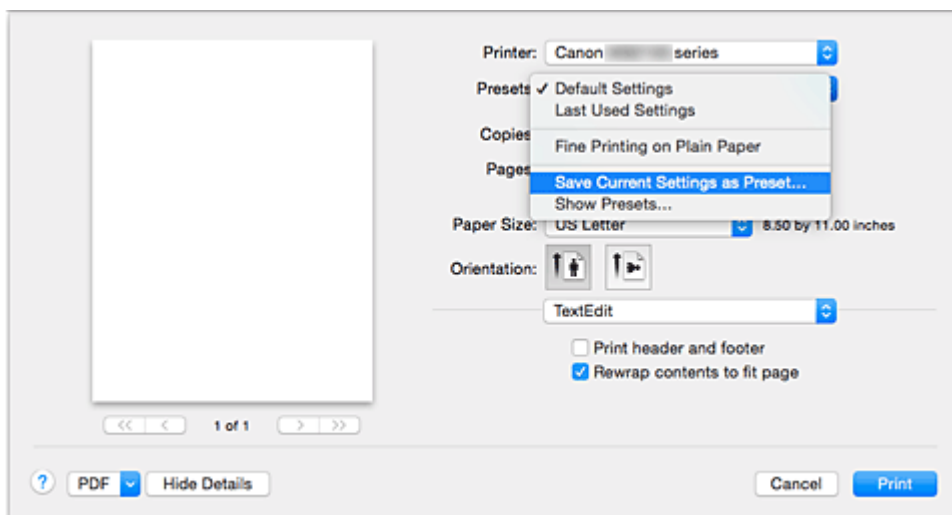 Printer: Canon series
Presets ✓ Default Settings
Last Used Settings
Copies
Fine Printing on Plain Paper
Pages
Save Current Settings as Preset...
Show Presets...
Paper Size: US Letter 8.50 by 11.00 inches
Orientation:
TextEdit
Print header and footer
Rewrap contents to fit page
<< < 1 of 1 > >>
? PDF Hide Details Cancel Print